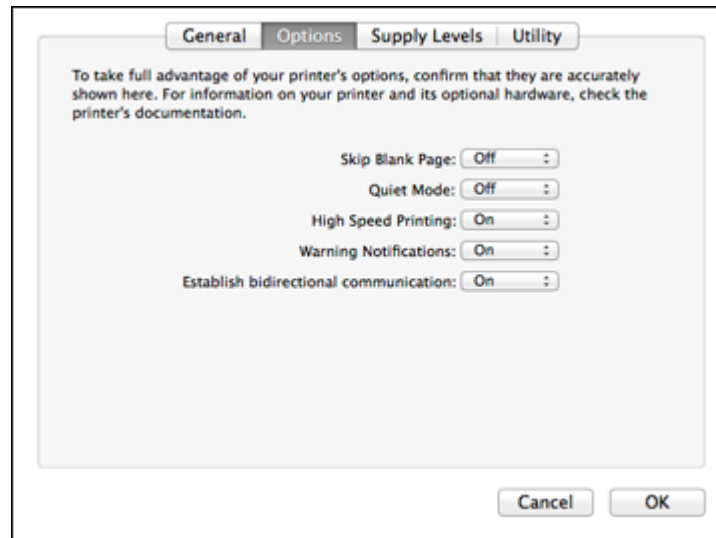 General Options Supply Levels Utility
To take full advantage of your printer's options, confirm that they are accurately
shown here. For information on your printer and its optional hardware, check the
printer's documentation.
Skip Blank Page: Off
Quiet Mode: Off
High Speed Printing: On
Warning Notifications: On
Establish bidirectional communication: On
Cancel OK